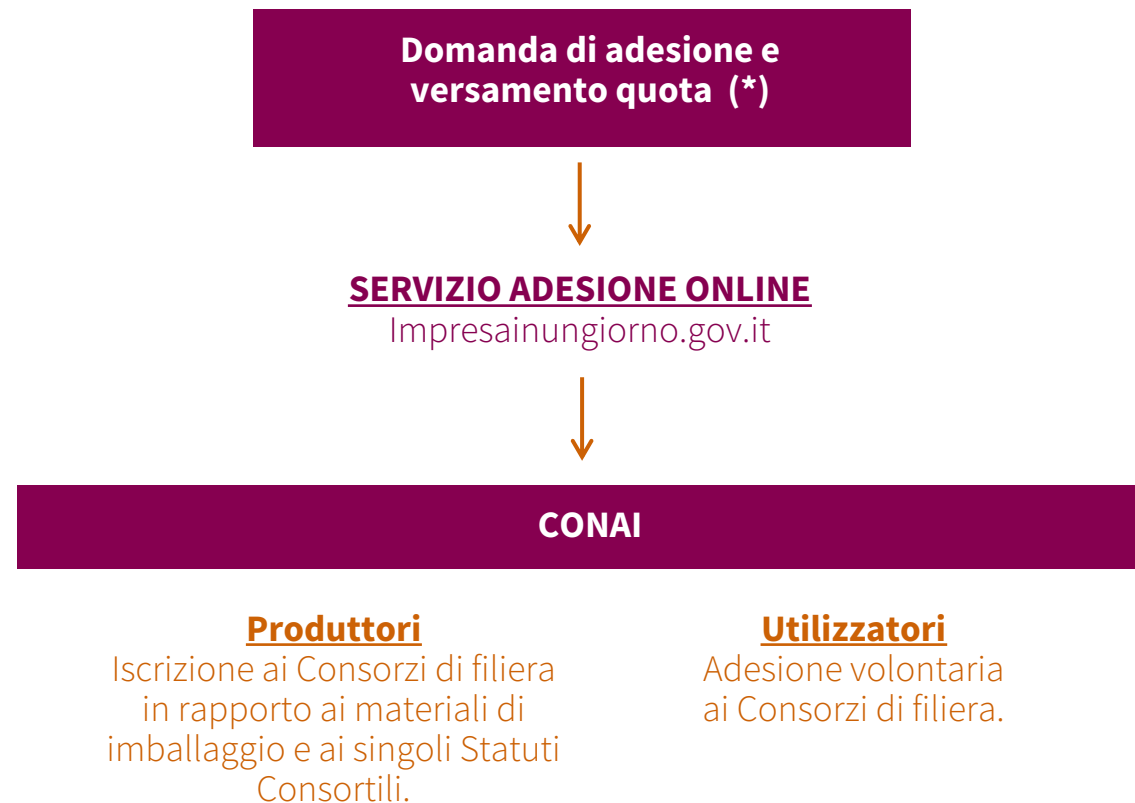 Domanda di adesione e
versamento quota (*)
SERVIZIO ADESIONE ONLINE
Impresainungiorno.gov.it
CONAI
Produttori
Iscrizione ai Consorzi di filiera
in rapporto ai materiali di
imballaggio e ai singoli Statuti
Consortili.
Utilizzatori
Adesione volontaria
ai Consorzi di filiera.